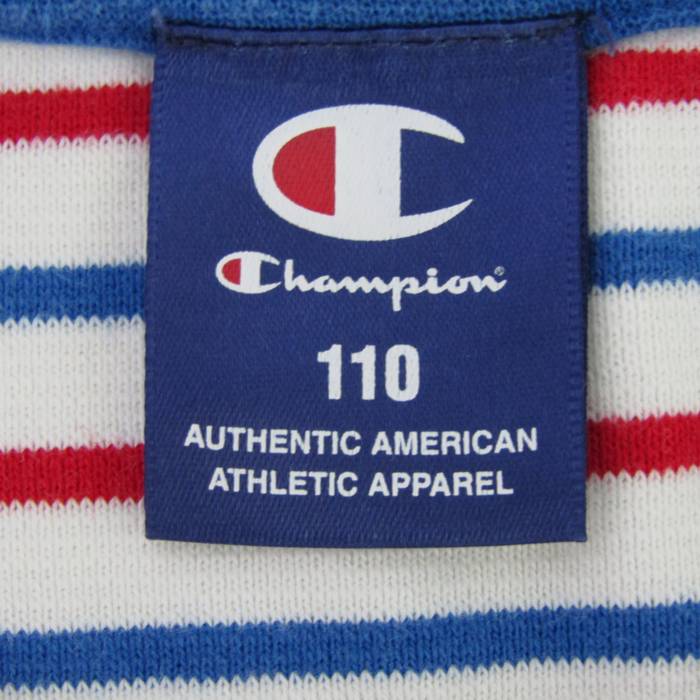 Champion®
110
AUTHENTIC AMERICAN
ATHLETIC APPAREL